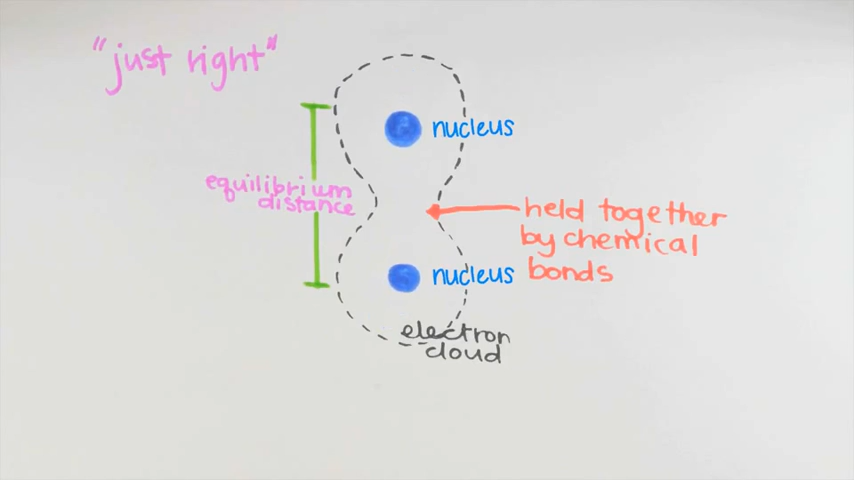 "just right"
nucleus
equilibrium
distance
held together
by chemical
bonds
nucleus
electron
cloud